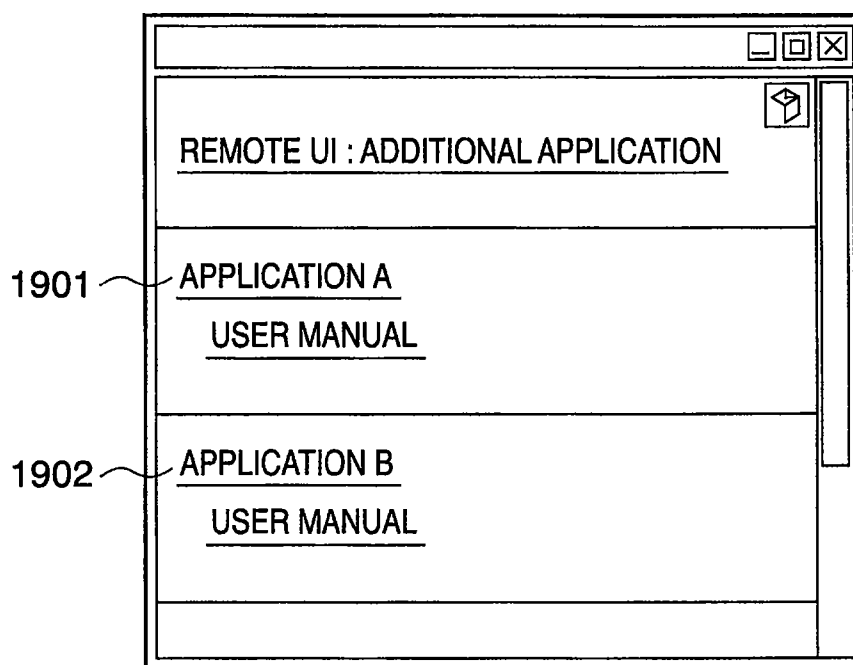 REMOTE UI : ADDITIONAL APPLICATION
1901 APPLICATION A
USER MANUAL
1902 APPLICATION B
USER MANUAL